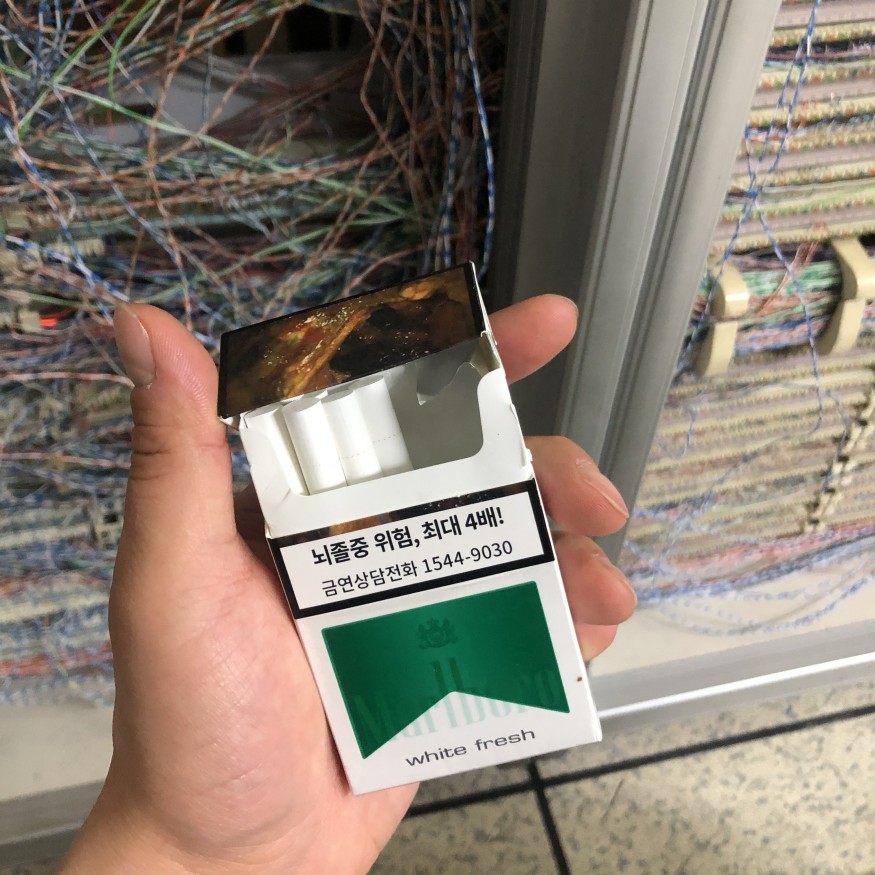 뇌졸중 위험, 최대 4배!
금연상담전화 1544-9030
Marlboro
white fresh